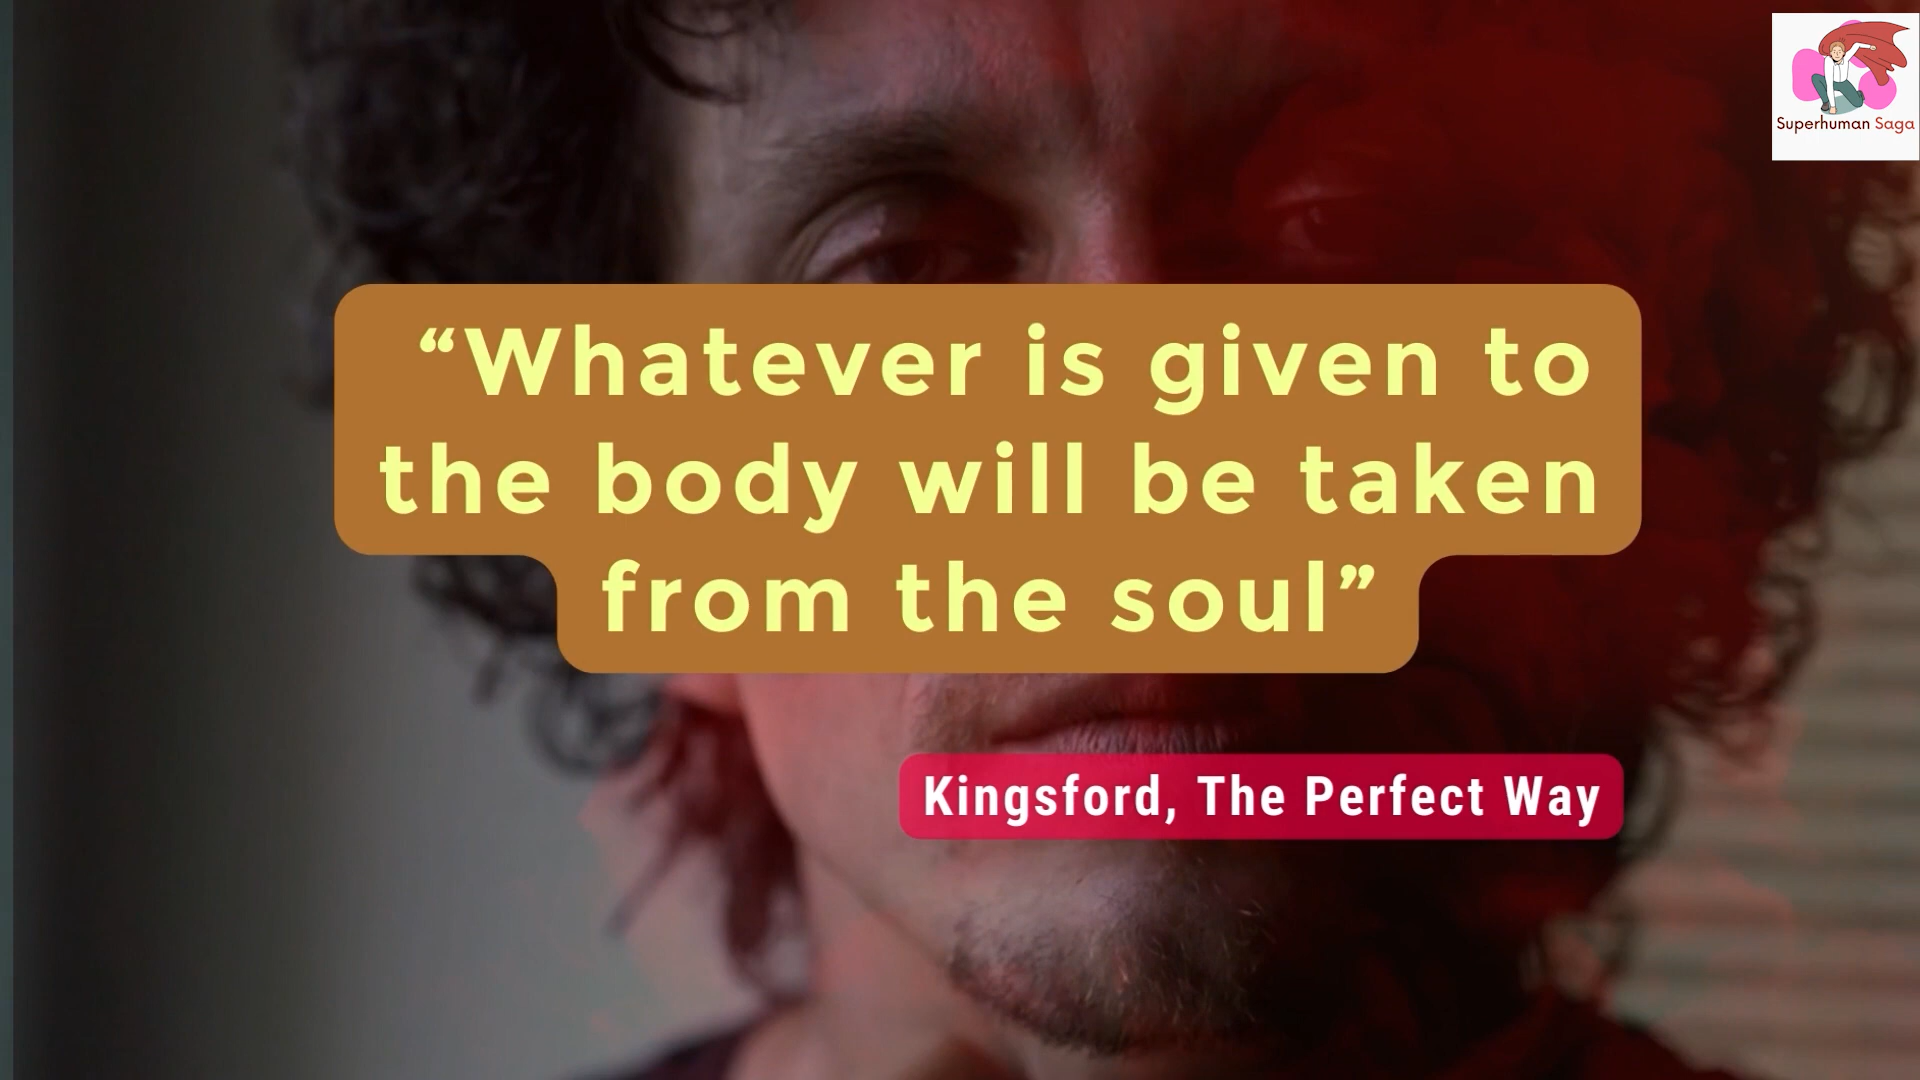 Superhuman Saga
“Whatever is given to
the body will be taken
from the soul”
Kingsford, The Perfect Way